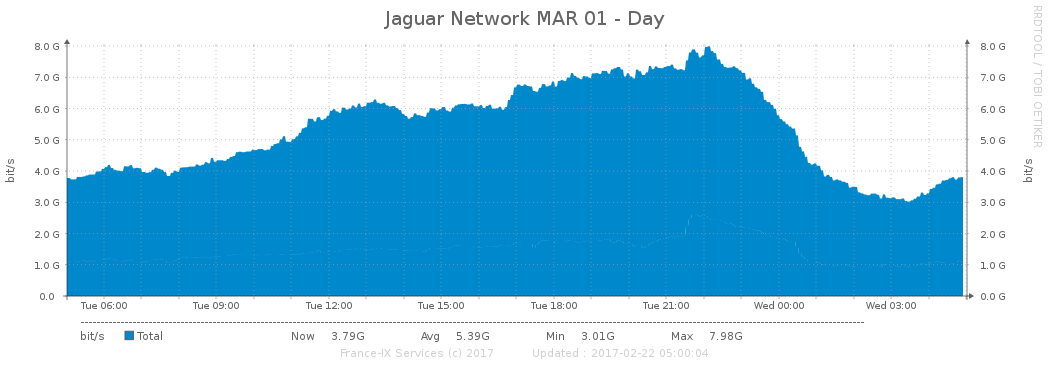 Jaguar Network MAR 01 - Day
RRDTOOL / TOBI OETIKER
bit/s
8.0 G
7.0 G
6.0 G
5.0 G
4.0 G
3.0 G
2.0 G
1.0 G
0.0
8.0 G
7.0 G
6.0 G
5.0 G
4.0 G
3.0 G
2.0 G
1.0 G
0.0 G
bit/s
Tue 06:00 Tue 09:00 Tue 12:00 Tue 15:00 Tue 18:00 Tue 21:00 Wed 00:00 Wed 03:00
bit/s Total Now 3.79G Avg 5.39G Min 3.01G Max 7.98G
France-IX Services (c) 2017 Updated : 2017-02-22 05:00:04